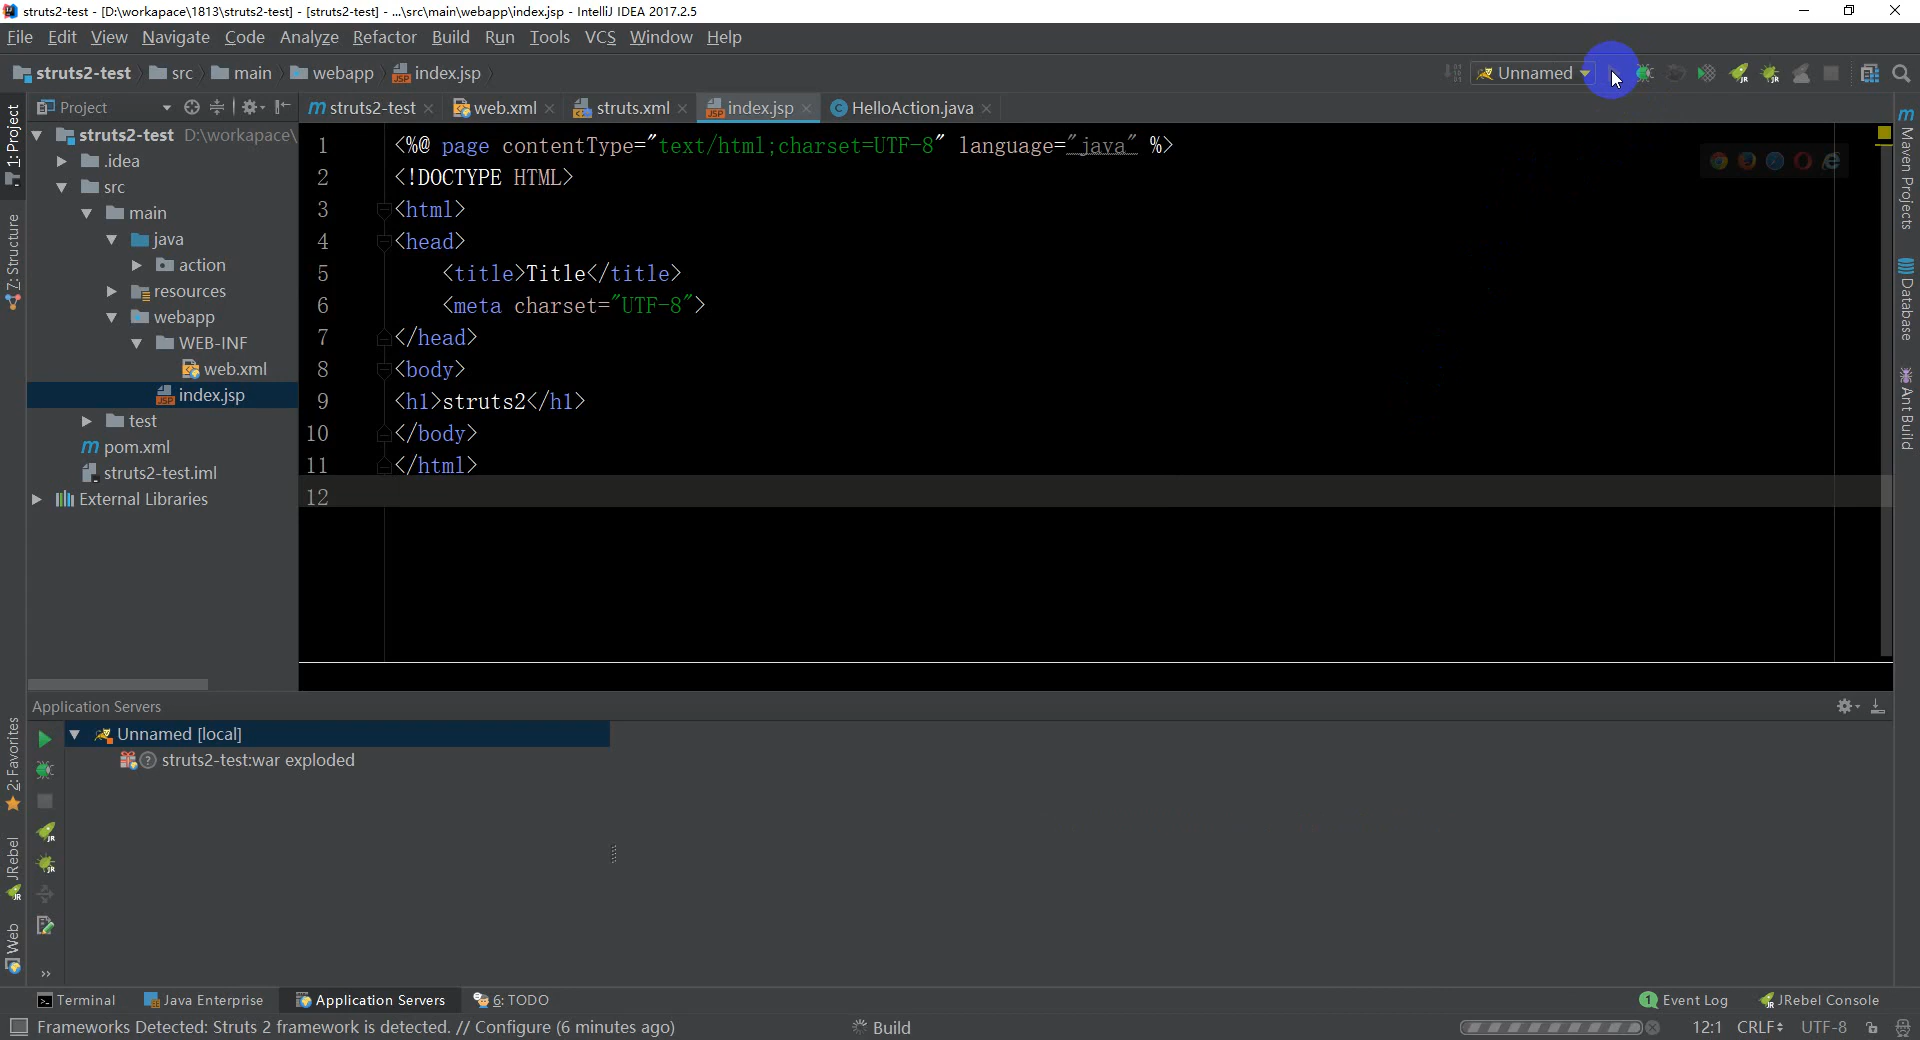 struts2-test - [D:\workapace\1813\struts2-test] - [struts2-test] - ...\src\main\webapp\index.jsp - IntelliJ IDEA 2017.2.5
File Edit View Navigate Code Analyze Refactor Build Run Tools VCS Window Help
struts2-test src main webapp index.jsp Unnamed
1: Project
Project
struts2-test web.xml struts.xml index.jsp HelloAction.java
struts2-test D:\workapace\
.idea
src
main
java
action
resources
webapp
WEB-INF
web.xml
index.jsp
test
pom.xml
struts2-test.iml
External Libraries
1 <%@ page contentType="text/html;charset=UTF-8" language="java" %>
2 <!DOCTYPE HTML>
3 <html>
4 <head>
5 <title>Title</title>
6 <meta charset="UTF-8">
7 </head>
8 <body>
9 <h1>struts2</h1>
10 </body>
11 </html>
12
Z: Structure
2: Favorites
JRebel
Web
Maven Projects
Database
Ant Build
Application Servers
Unnamed [local]
struts2-test:war exploded
Terminal Java Enterprise Application Servers 6: TODO 1 Event Log JRebel Console
Frameworks Detected: Struts 2 framework is detected. // Configure (6 minutes ago) Build 12:1 CRLF UTF-8